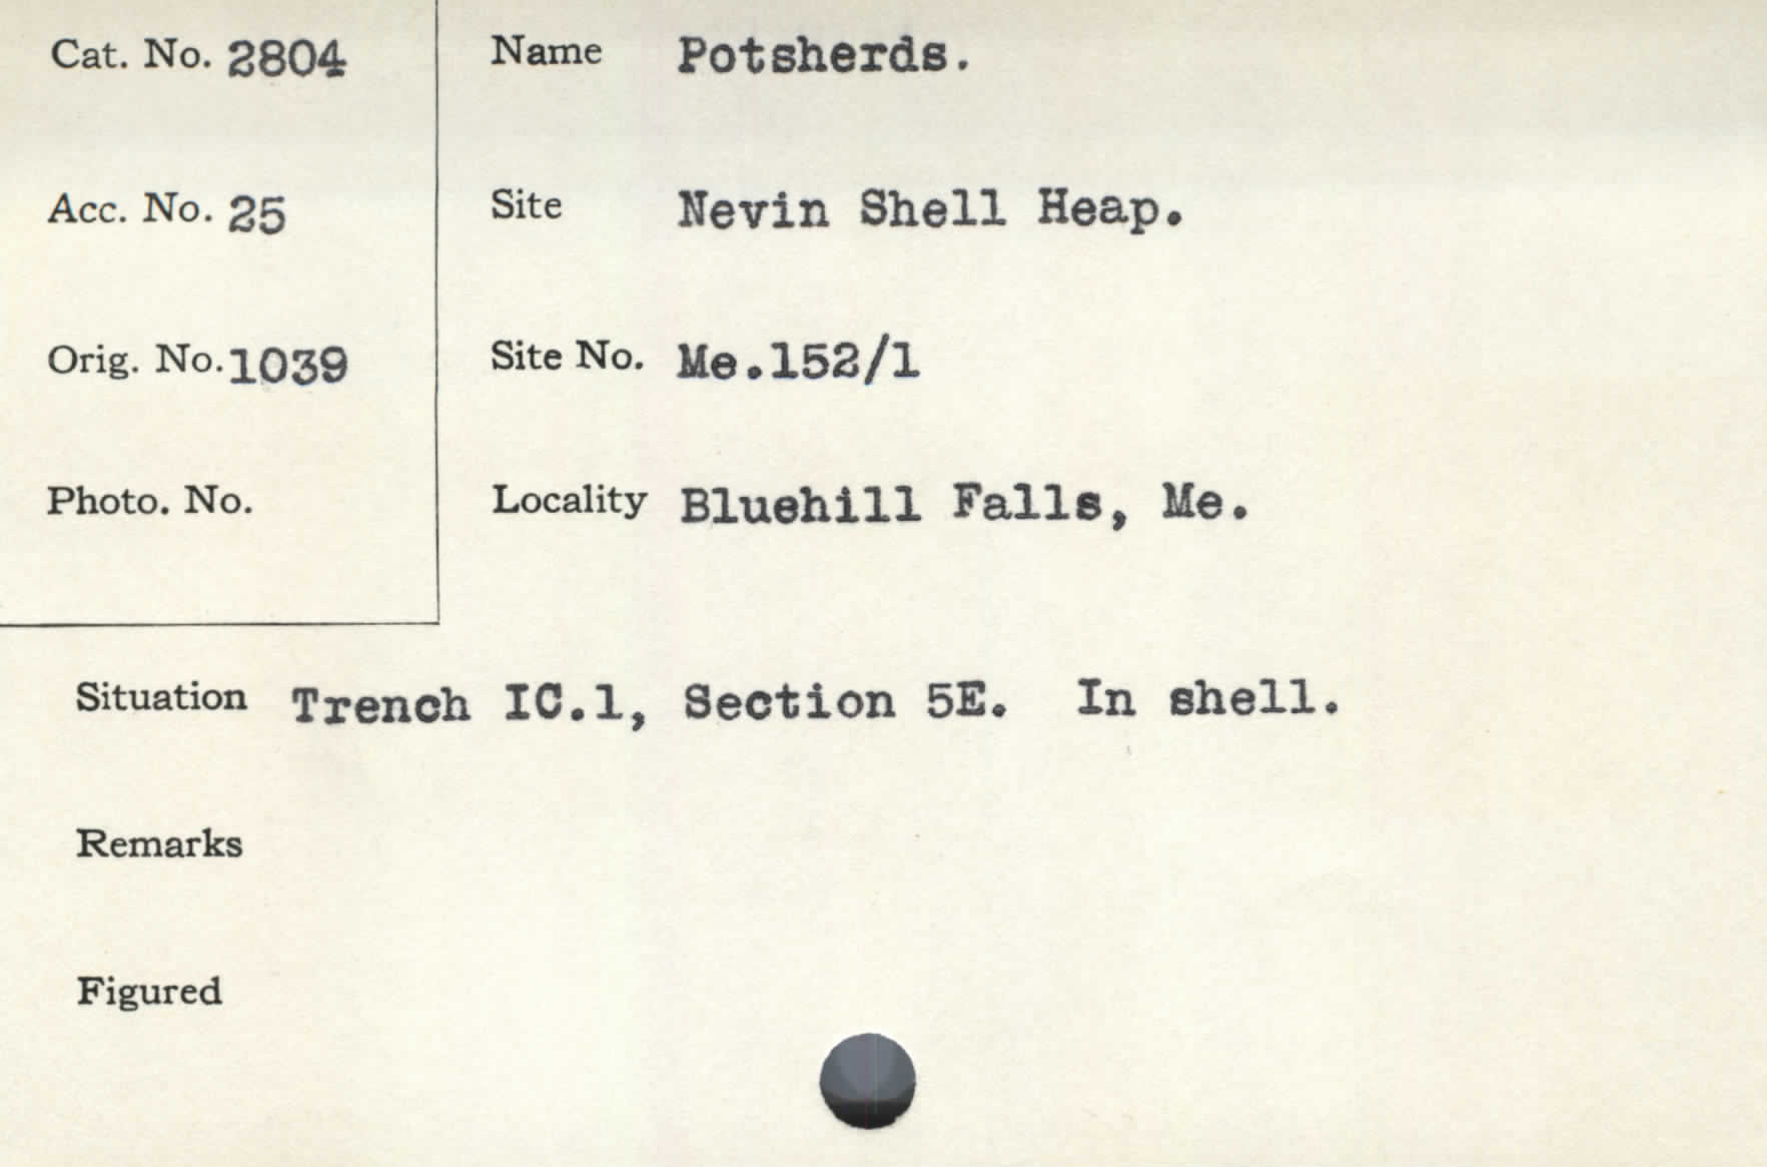 Cat. No. 2804
Name Potsherds.
Acc. No. 25
Site Nevin Shell Heap.
Orig. No. 1039
Site No. Me.152/1
Photo. No.
Locality Bluehill Falls, Me.
Situation Trench IC.1, Section 5E. In shell.
Remarks
Figured